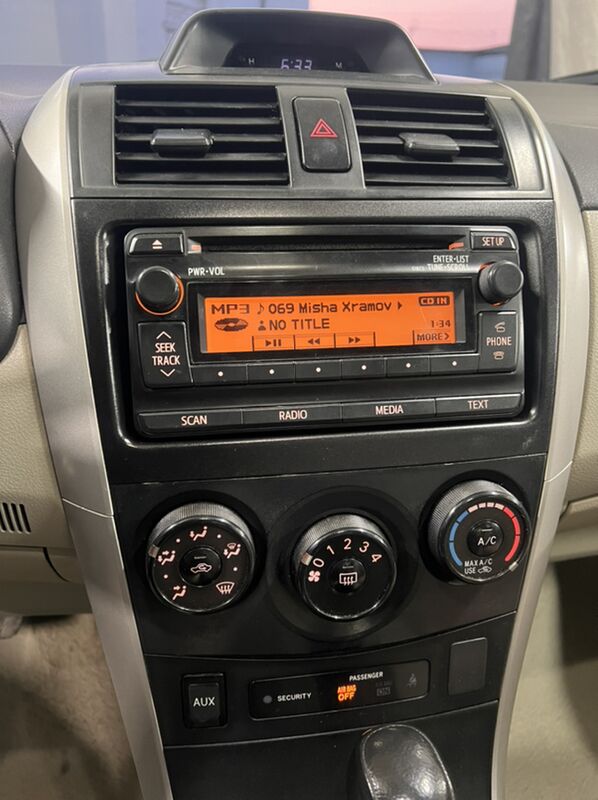 H 6:33 M
SET UP
PWR·VOL
ENTER·LIST
TUNE·SCROLL
MP3 ♪ 069 Misha Xramov CD IN
NO TITLE 1:34
MORE>
SEEK
TRACK
PHONE
SCAN RADIO MEDIA TEXT
0 1 2 3 4
A/C
MAX A/C
USE
AUX
SECURITY
PASSENGER
AIR BAG
OFF
ON